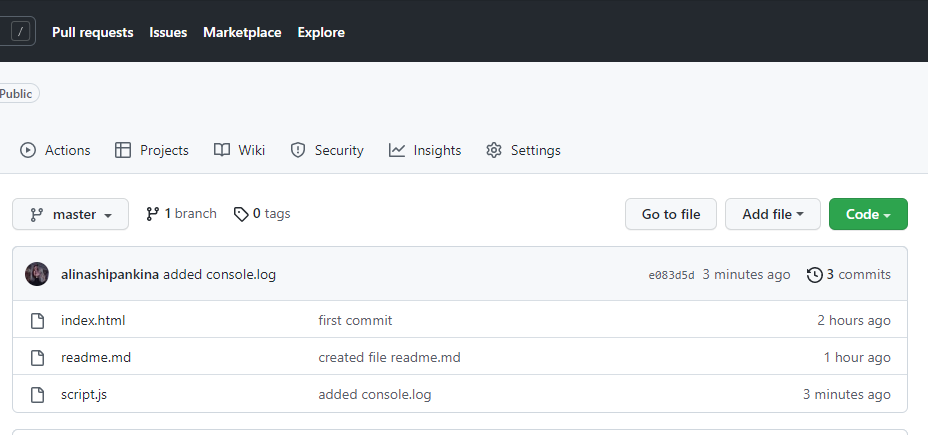 / Pull requests Issues Marketplace Explore
Public
Actions Projects Wiki Security Insights Settings
master 1 branch 0 tags Go to file Add file Code
alinashipankina added console.log e083d5d 3 minutes ago 3 commits
index.html first commit 2 hours ago
readme.md created file readme.md 1 hour ago
script.js added console.log 3 minutes ago